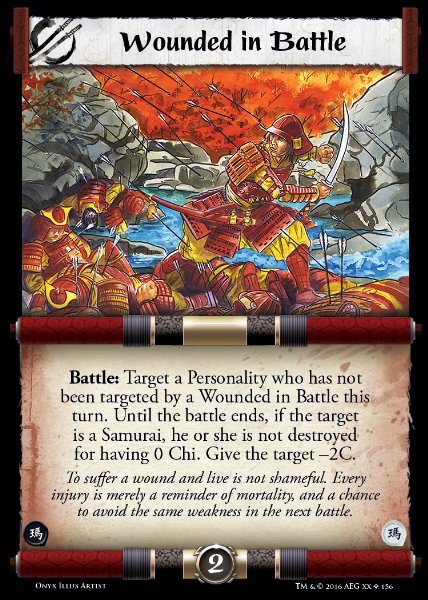 Wounded in Battle
Battle: Target a Personality who has not
been targeted by a Wounded in Battle this
turn. Until the battle ends, if the target
is a Samurai, he or she is not destroyed
for having 0 Chi. Give the target –2C.
To suffer a wound and live is not shameful. Every
injury is merely a reminder of mortality, and a chance
to avoid the same weakness in the next battle.
瑪
瑪
2
Onyx Illus Artist
TM & © 2016 AEG XX ❖ 156